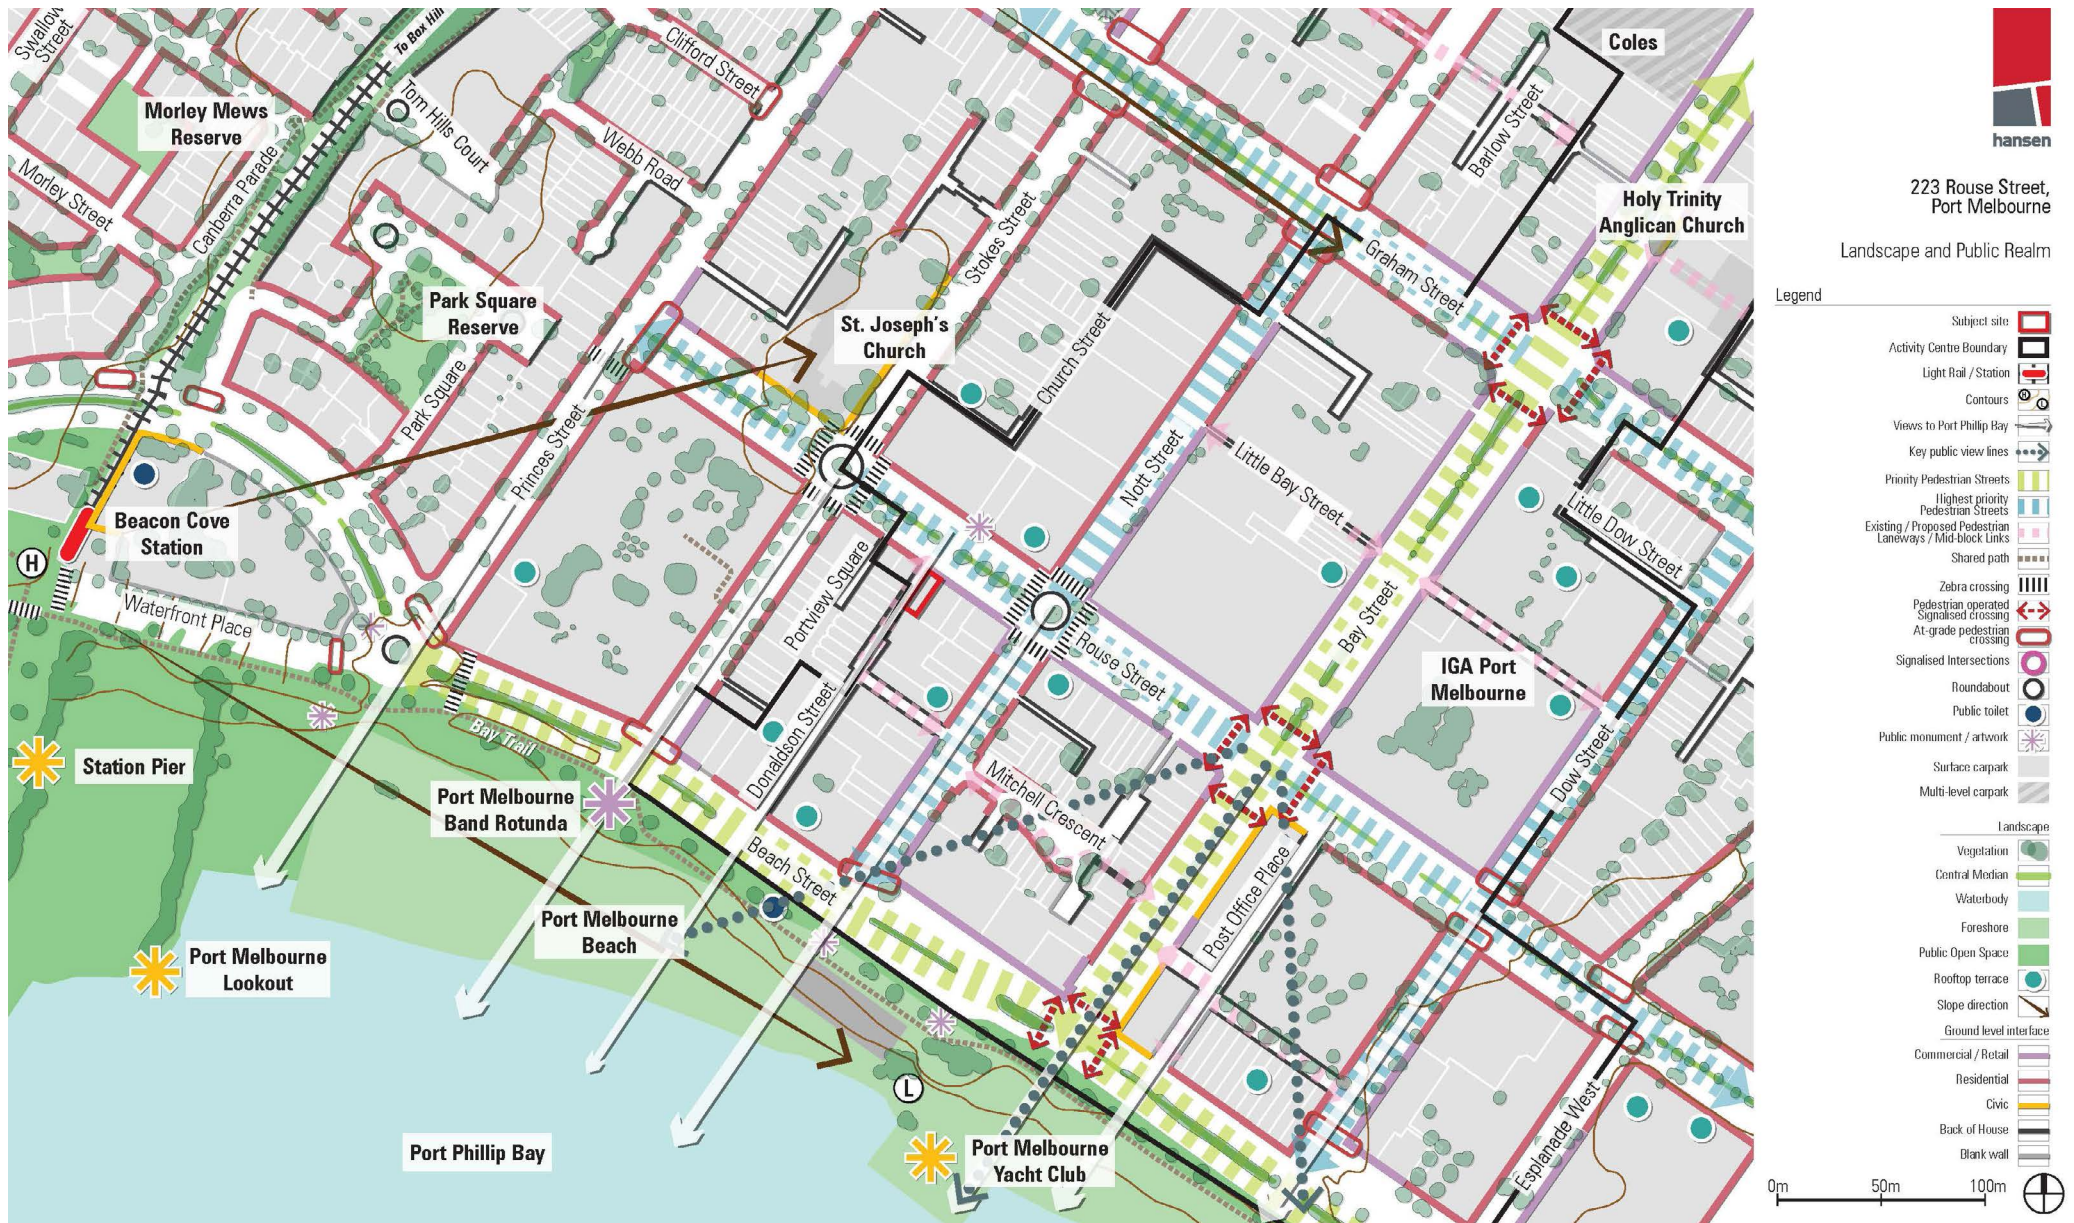 Swallow
Street
To Box Hill
Clifford Street
Coles
Morley Mews
Reserve
Tom Hills Court
Webb Road
Barlow Street
Canberra Parade
Morley Street
Holy Trinity
Anglican Church
Stokes Street
Graham Street
Park Square
Reserve
St. Joseph's
Church
Church Street
Park Square
Princes Street
Nott Street
Little Bay Street
Little Dow Street
Beacon Cove
Station
H
Portview Square
Waterfront Place
Bay Street
Rouse Street
IGA Port
Melbourne
Donaldson Street
Bay Trail
Station Pier
Dow Street
Mitchell Crescent
Port Melbourne
Band Rotunda
Beach Street
Post Office Place
Port Melbourne
Beach
Port Melbourne
Lookout
L
Port Phillip Bay
Port Melbourne
Yacht Club
Esplanade West
hansen
223 Rouse Street,
Port Melbourne
Landscape and Public Realm
Legend
Subject site
Activity Centre Boundary
Light Rail / Station
Contours
H
L
Views to Port Phillip Bay
Key public view lines
Priority Pedestrian Streets
Highest priority
Pedestrian Streets
Existing / Proposed Pedestrian
Laneways / Mid-block Links
Shared path
Zebra crossing
Pedestrian operated
Signalised crossing
At-grade pedestrian
crossing
Signalised Intersections
Roundabout
Public toilet
Public monument / artwork
Surface carpark
Multi-level carpark
Landscape
Vegetation
Central Median
Waterbody
Foreshore
Public Open Space
Rooftop terrace
Slope direction
Ground level interface
Commercial / Retail
Residential
Civic
Back of House
Blank wall
0m 50m 100m